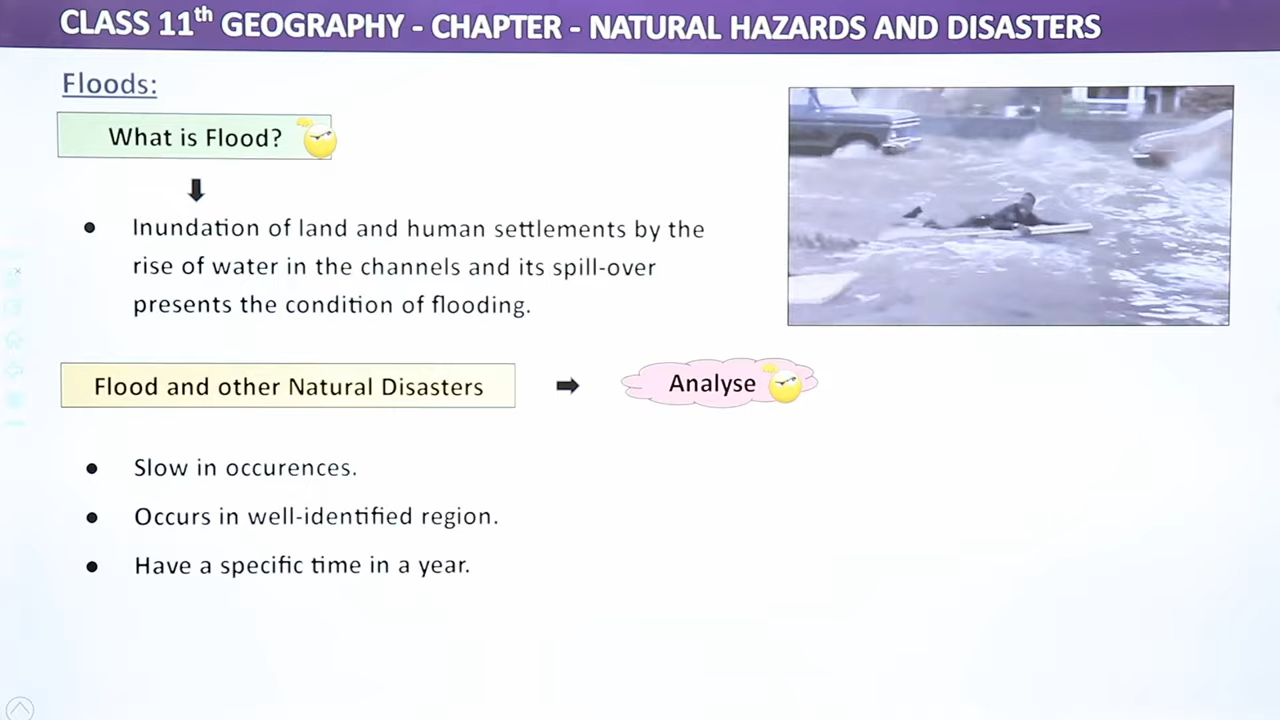 CLASS 11th GEOGRAPHY - CHAPTER - NATURAL HAZARDS AND DISASTERS
Floods:
What is Flood?
Inundation of land and human settlements by the
rise of water in the channels and its spill-over
presents the condition of flooding.
Flood and other Natural Disasters
Analyse
Slow in occurences.
Occurs in well-identified region.
Have a specific time in a year.